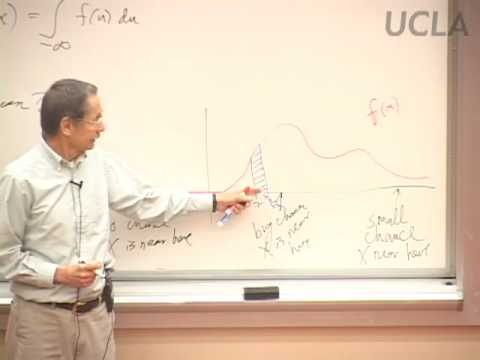 UCLA
x) = ∫ f(u) du
-∞
f(u)
x
big chance
X is near
here
chance
X is near here
small
chance
X near here